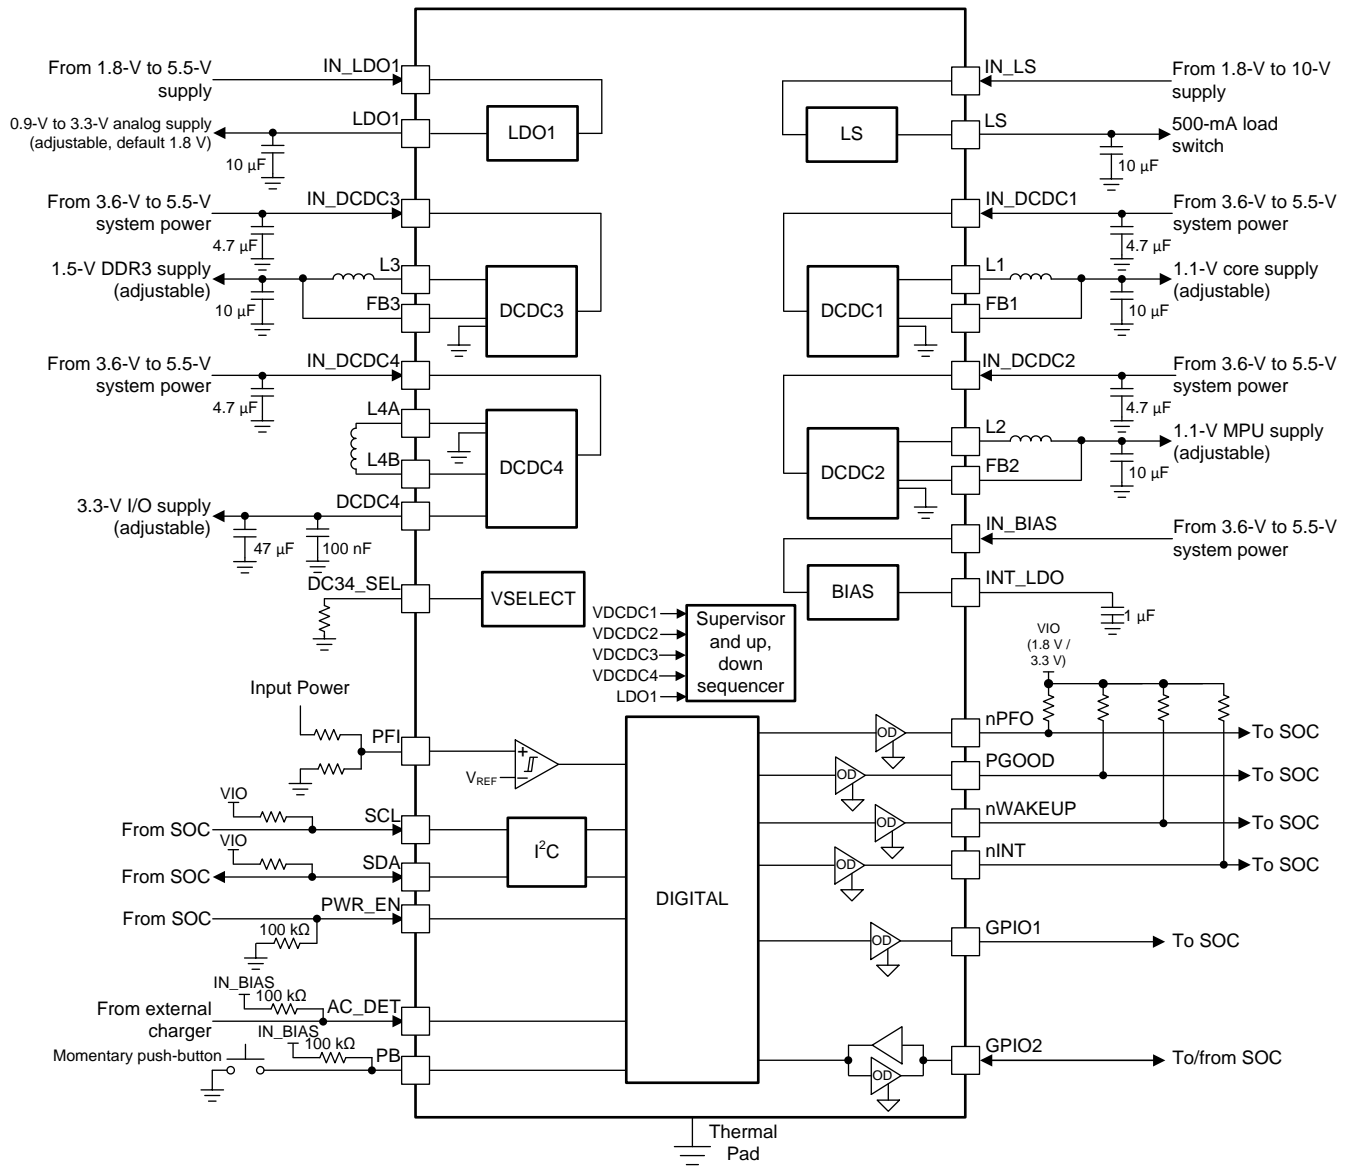 From 1.8-V to 5.5-V
supply
IN_LDO1
0.9-V to 3.3-V analog supply
(adjustable, default 1.8 V)
LDO1
10 µF
LDO1
From 3.6-V to 5.5-V
system power
IN_DCDC3
4.7 µF
1.5-V DDR3 supply
(adjustable)
L3
10 µF
FB3
DCDC3
From 3.6-V to 5.5-V
system power
IN_DCDC4
4.7 µF
L4A
L4B
DCDC4
3.3-V I/O supply
(adjustable)
DCDC4
47 µF
100 nF
DC34_SEL
VSELECT
IN_LS
From 1.8-V to 10-V
supply
LS
LS
500-mA load
switch
10 µF
IN_DCDC1
From 3.6-V to 5.5-V
system power
4.7 µF
L1
1.1-V core supply
(adjustable)
DCDC1
FB1
10 µF
IN_DCDC2
From 3.6-V to 5.5-V
system power
4.7 µF
L2
1.1-V MPU supply
(adjustable)
DCDC2
FB2
10 µF
IN_BIAS
From 3.6-V to 5.5-V
system power
BIAS
INT_LDO
1 µF
VDCDC1
VDCDC2
VDCDC3
VDCDC4
LDO1
Supervisor
and up,
down
sequencer
VIO
(1.8 V /
3.3 V)
Input Power
PFI
VREF
+
–
VIO
From SOC
SCL
VIO
From SOC
SDA
I2C
From SOC
PWR_EN
100 kΩ
IN_BIAS
100 kΩ
From external
charger
AC_DET
IN_BIAS
100 kΩ
Momentary push-button
PB
DIGITAL
OD
nPFO
To SOC
OD
PGOOD
To SOC
OD
nWAKEUP
To SOC
OD
nINT
To SOC
OD
GPIO1
To SOC
OD
GPIO2
To/from SOC
Thermal
Pad